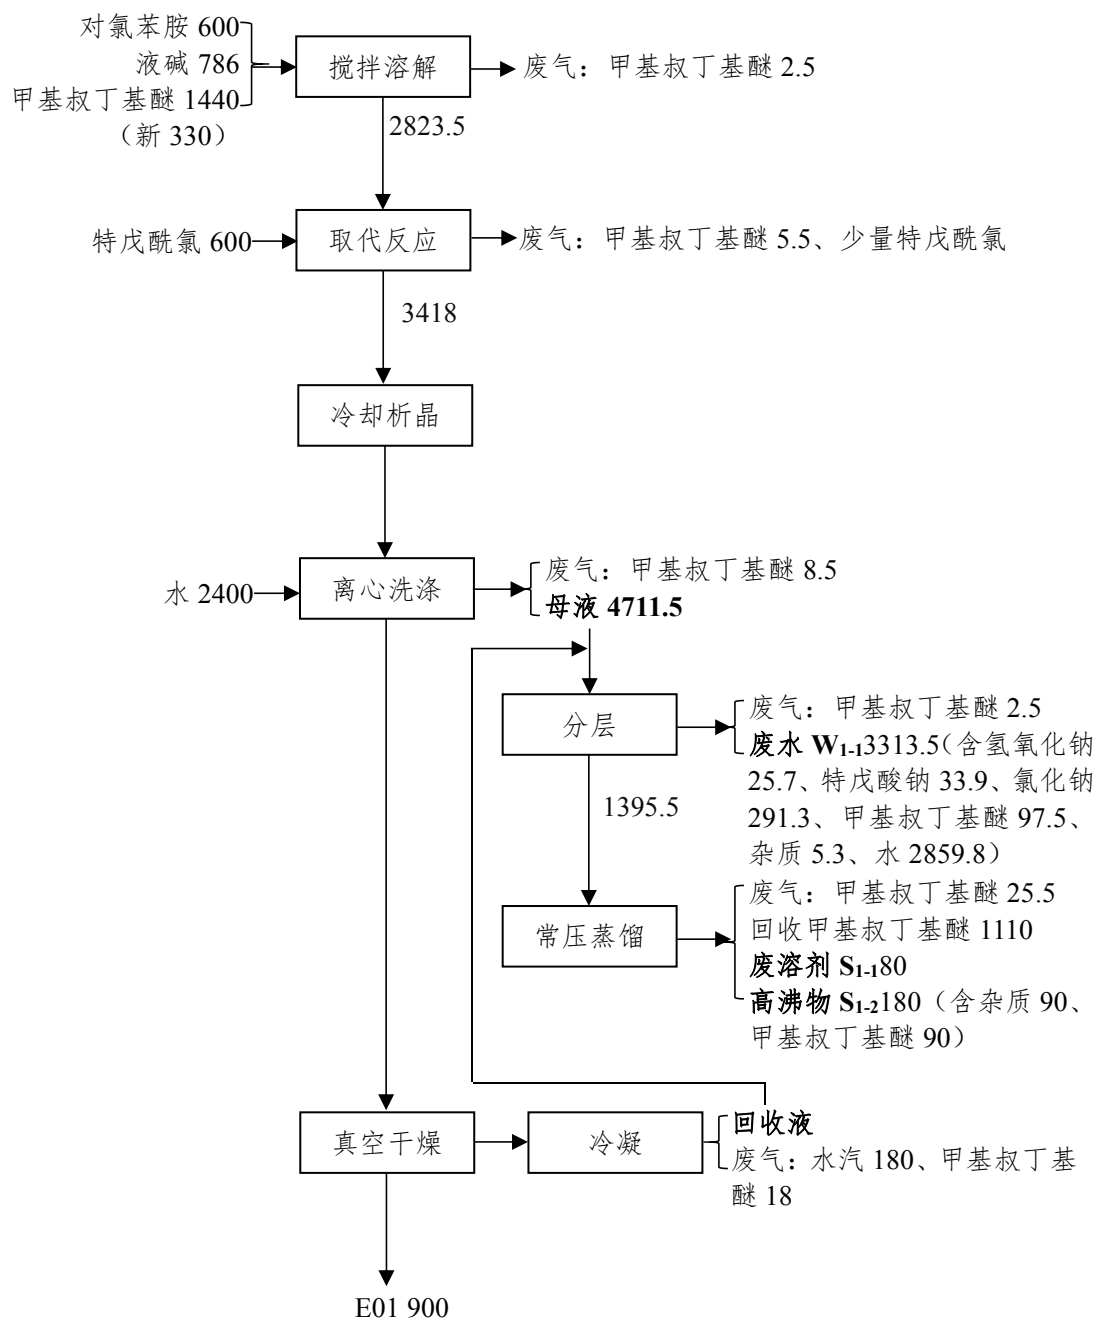 对氯苯胺 600
液碱 786
甲基叔丁基醚 1440
（新 330）
搅拌溶解
废气：甲基叔丁基醚 2.5
2823.5
特戊酰氯 600
取代反应
废气：甲基叔丁基醚 5.5、少量特戊酰氯
3418
冷却析晶
水 2400
离心洗涤
废气：甲基叔丁基醚 8.5
母液 4711.5
分层
废气：甲基叔丁基醚 2.5
废水 W1-13313.5（含氢氧化钠
25.7、特戊酸钠 33.9、氯化钠
291.3、甲基叔丁基醚 97.5、
杂质 5.3、水 2859.8）
1395.5
常压蒸馏
废气：甲基叔丁基醚 25.5
回收甲基叔丁基醚 1110
废溶剂 S1-180
高沸物 S1-2180（含杂质 90、
甲基叔丁基醚 90）
真空干燥
冷凝
回收液
废气：水汽 180、甲基叔丁基
醚 18
E01 900